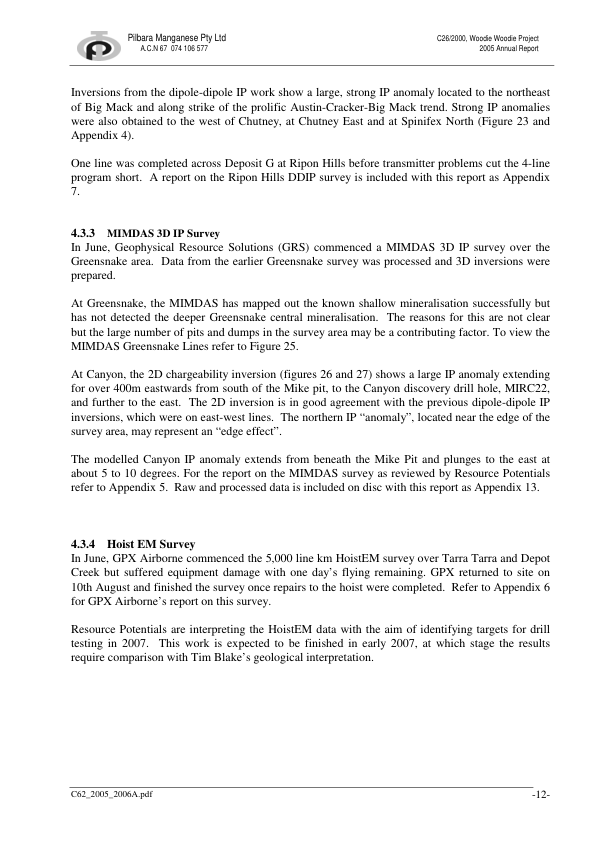 Pilbara Manganese Pty Ltd
A.C.N 67 074 106 577
C26/2000, Woodie Woodie Project
2005 Annual Report
Inversions from the dipole-dipole IP work show a large, strong IP anomaly located to the northeast
of Big Mack and along strike of the prolific Austin-Cracker-Big Mack trend. Strong IP anomalies
were also obtained to the west of Chutney, at Chutney East and at Spinifex North (Figure 23 and
Appendix 4).
One line was completed across Deposit G at Ripon Hills before transmitter problems cut the 4-line
program short. A report on the Ripon Hills DDIP survey is included with this report as Appendix
7.
4.3.3 MIMDAS 3D IP Survey
In June, Geophysical Resource Solutions (GRS) commenced a MIMDAS 3D IP survey over the
Greensnake area. Data from the earlier Greensnake survey was processed and 3D inversions were
prepared.
At Greensnake, the MIMDAS has mapped out the known shallow mineralisation successfully but
has not detected the deeper Greensnake central mineralisation. The reasons for this are not clear
but the large number of pits and dumps in the survey area may be a contributing factor. To view the
MIMDAS Greensnake Lines refer to Figure 25.
At Canyon, the 2D chargeability inversion (figures 26 and 27) shows a large IP anomaly extending
for over 400m eastwards from south of the Mike pit, to the Canyon discovery drill hole, MIRC22,
and further to the east. The 2D inversion is in good agreement with the previous dipole-dipole IP
inversions, which were on east-west lines. The northern IP “anomaly”, located near the edge of the
survey area, may represent an “edge effect”.
The modelled Canyon IP anomaly extends from beneath the Mike Pit and plunges to the east at
about 5 to 10 degrees. For the report on the MIMDAS survey as reviewed by Resource Potentials
refer to Appendix 5. Raw and processed data is included on disc with this report as Appendix 13.
4.3.4 Hoist EM Survey
In June, GPX Airborne commenced the 5,000 line km HoistEM survey over Tarra Tarra and Depot
Creek but suffered equipment damage with one day’s flying remaining. GPX returned to site on
10th August and finished the survey once repairs to the hoist were completed. Refer to Appendix 6
for GPX Airborne’s report on this survey.
Resource Potentials are interpreting the HoistEM data with the aim of identifying targets for drill
testing in 2007. This work is expected to be finished in early 2007, at which stage the results
require comparison with Tim Blake’s geological interpretation.
C62_2005_2006A.pdf
-12-